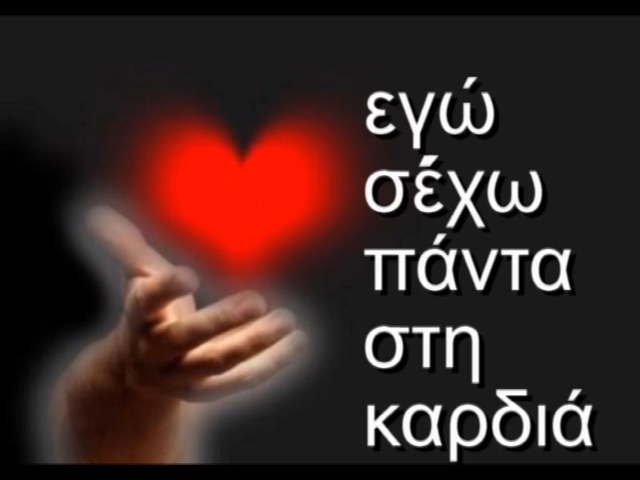 εγώ
σέχω
πάντα
στη
καρδιά